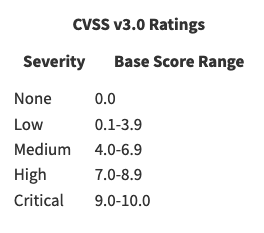 CVSS v3.0 Ratings
Severity Base Score Range
None 0.0
Low 0.1-3.9
Medium 4.0-6.9
High 7.0-8.9
Critical 9.0-10.0